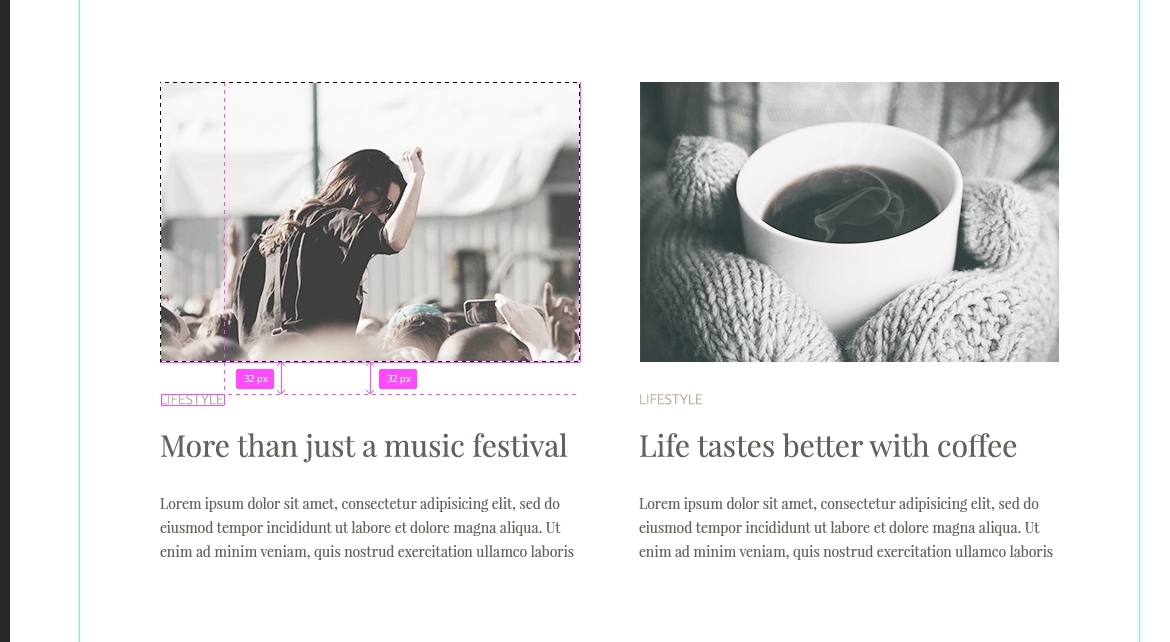 32 px
32 px
LIFESTYLE
More than just a music festival
Lorem ipsum dolor sit amet, consectetur adipisicing elit, sed do
eiusmod tempor incididunt ut labore et dolore magna aliqua. Ut
enim ad minim veniam, quis nostrud exercitation ullamco laboris
LIFESTYLE
Life tastes better with coffee
Lorem ipsum dolor sit amet, consectetur adipisicing elit, sed do
eiusmod tempor incididunt ut labore et dolore magna aliqua. Ut
enim ad minim veniam, quis nostrud exercitation ullamco laboris